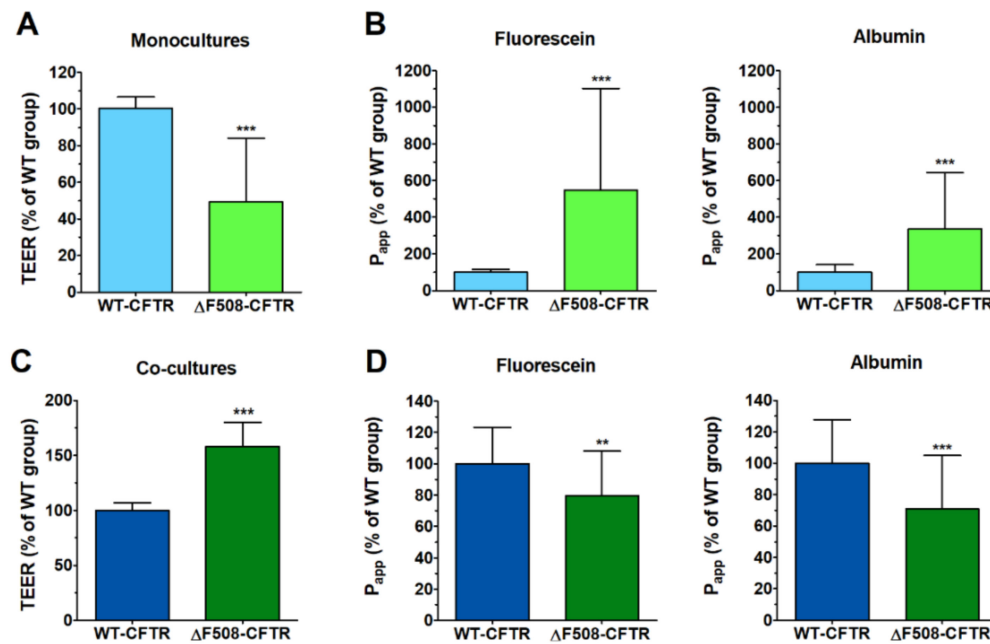 A
Monocultures
TEER (% of WT group)
120
100
80
60
40
20
0
***
WT-CFTR
ΔF508-CFTR
B
Fluorescein
Papp (% of WT group)
1200
1000
800
600
400
200
0
***
WT-CFTR
ΔF508-CFTR
Albumin
Papp (% of WT group)
1200
1000
800
600
400
200
0
***
WT-CFTR
ΔF508-CFTR
C
Co-cultures
TEER (% of WT group)
200
150
100
50
0
***
WT-CFTR
ΔF508-CFTR
D
Fluorescein
Papp (% of WT group)
140
120
100
80
60
40
20
0
**
WT-CFTR
ΔF508-CFTR
Albumin
Papp (% of WT group)
140
120
100
80
60
40
20
0
***
WT-CFTR
ΔF508-CFTR